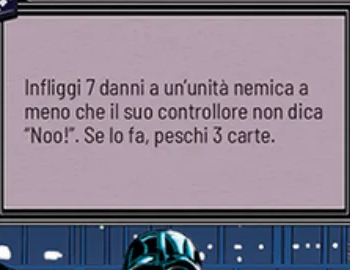 Infliggi 7 danni a un'unità nemica a
meno che il suo controllore non dica
"Noo!". Se lo fa, peschi 3 carte.